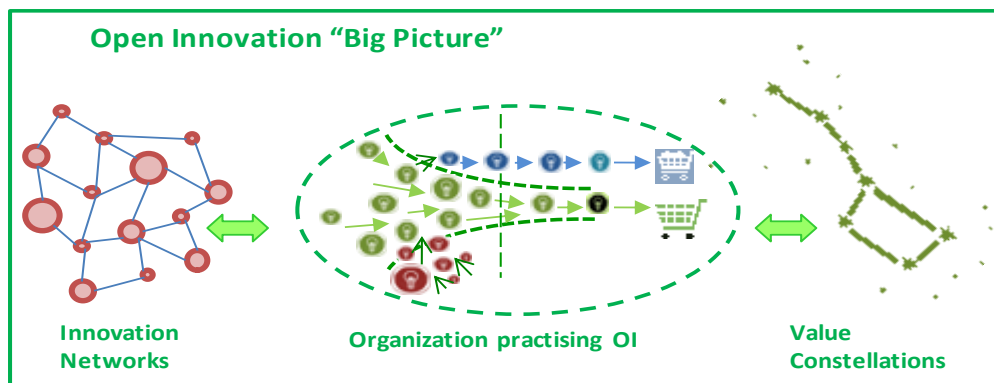 Open Innovation “Big Picture”
Innovation
Networks
Organization practising OI
Value
Constellations